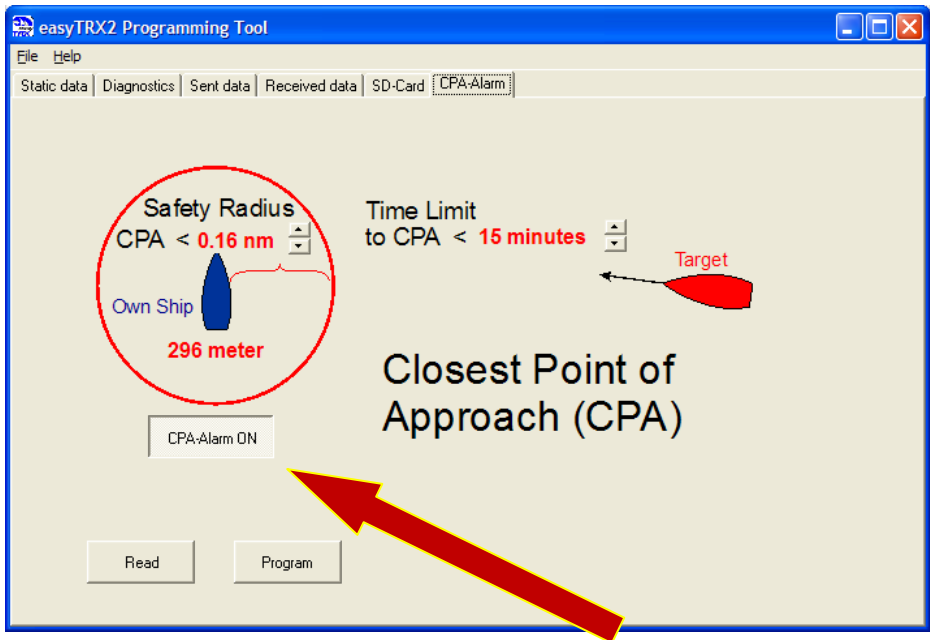 easyTRX2 Programming Tool
File Help
Static data Diagnostics Sent data Received data SD-Card CPA-Alarm
Safety Radius
CPA < 0.16 nm
Time Limit
to CPA < 15 minutes
Target
Own Ship
296 meter
Closest Point of
Approach (CPA)
CPA-Alarm ON
Read Program